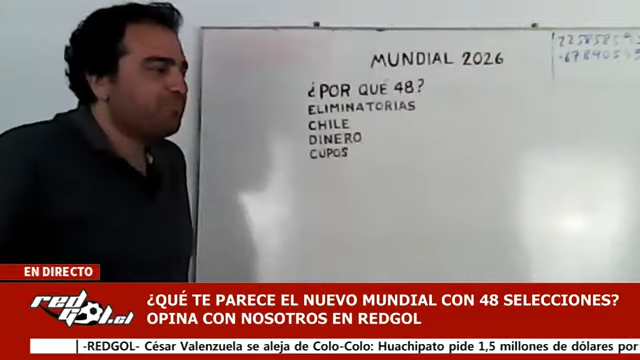 MUNDIAL 2026
¿POR QUÉ 48?
ELIMINATORIAS
CHILE
DINERO
CUPOS
EN DIRECTO
redgol.cl
¿QUÉ TE PARECE EL NUEVO MUNDIAL CON 48 SELECCIONES?
OPINA CON NOSOTROS EN REDGOL
-REDGOL- César Valenzuela se aleja de Colo-Colo: Huachipato pide 1,5 millones de dólares por